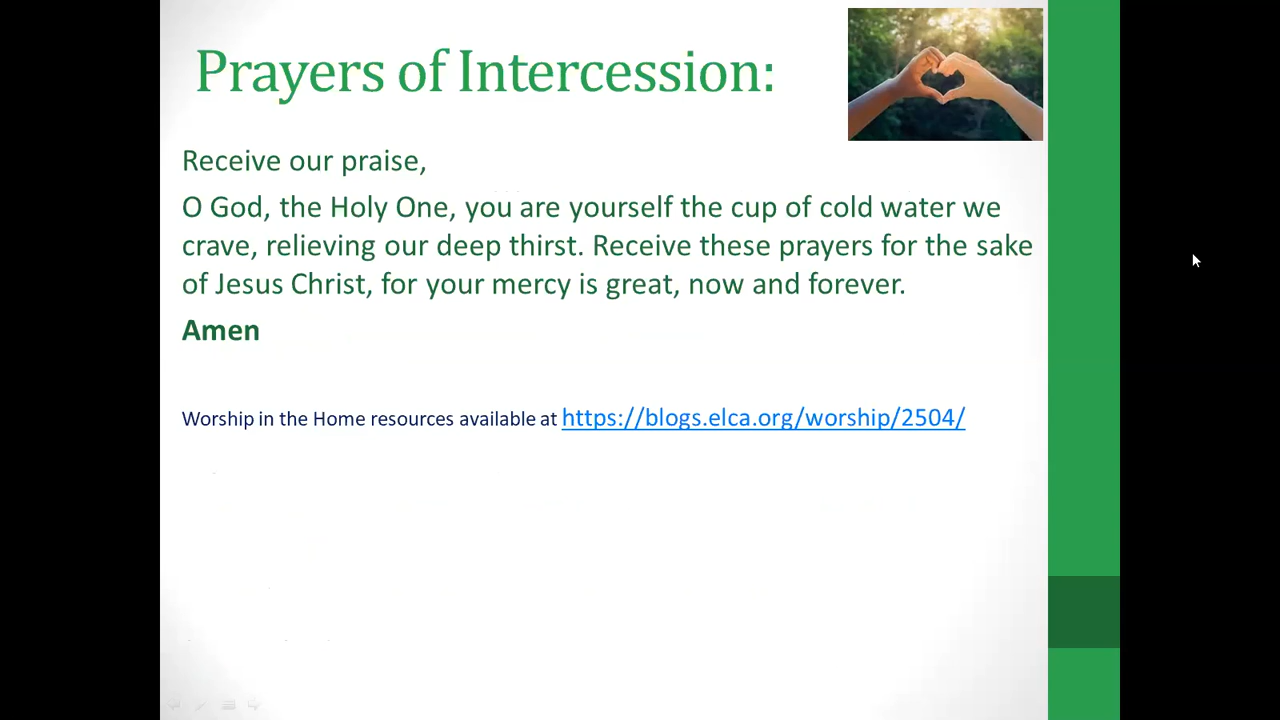 Prayers of Intercession:
Receive our praise,
O God, the Holy One, you are yourself the cup of cold water we
crave, relieving our deep thirst. Receive these prayers for the sake
of Jesus Christ, for your mercy is great, now and forever.
Amen
Worship in the Home resources available at https://blogs.elca.org/worship/2504/